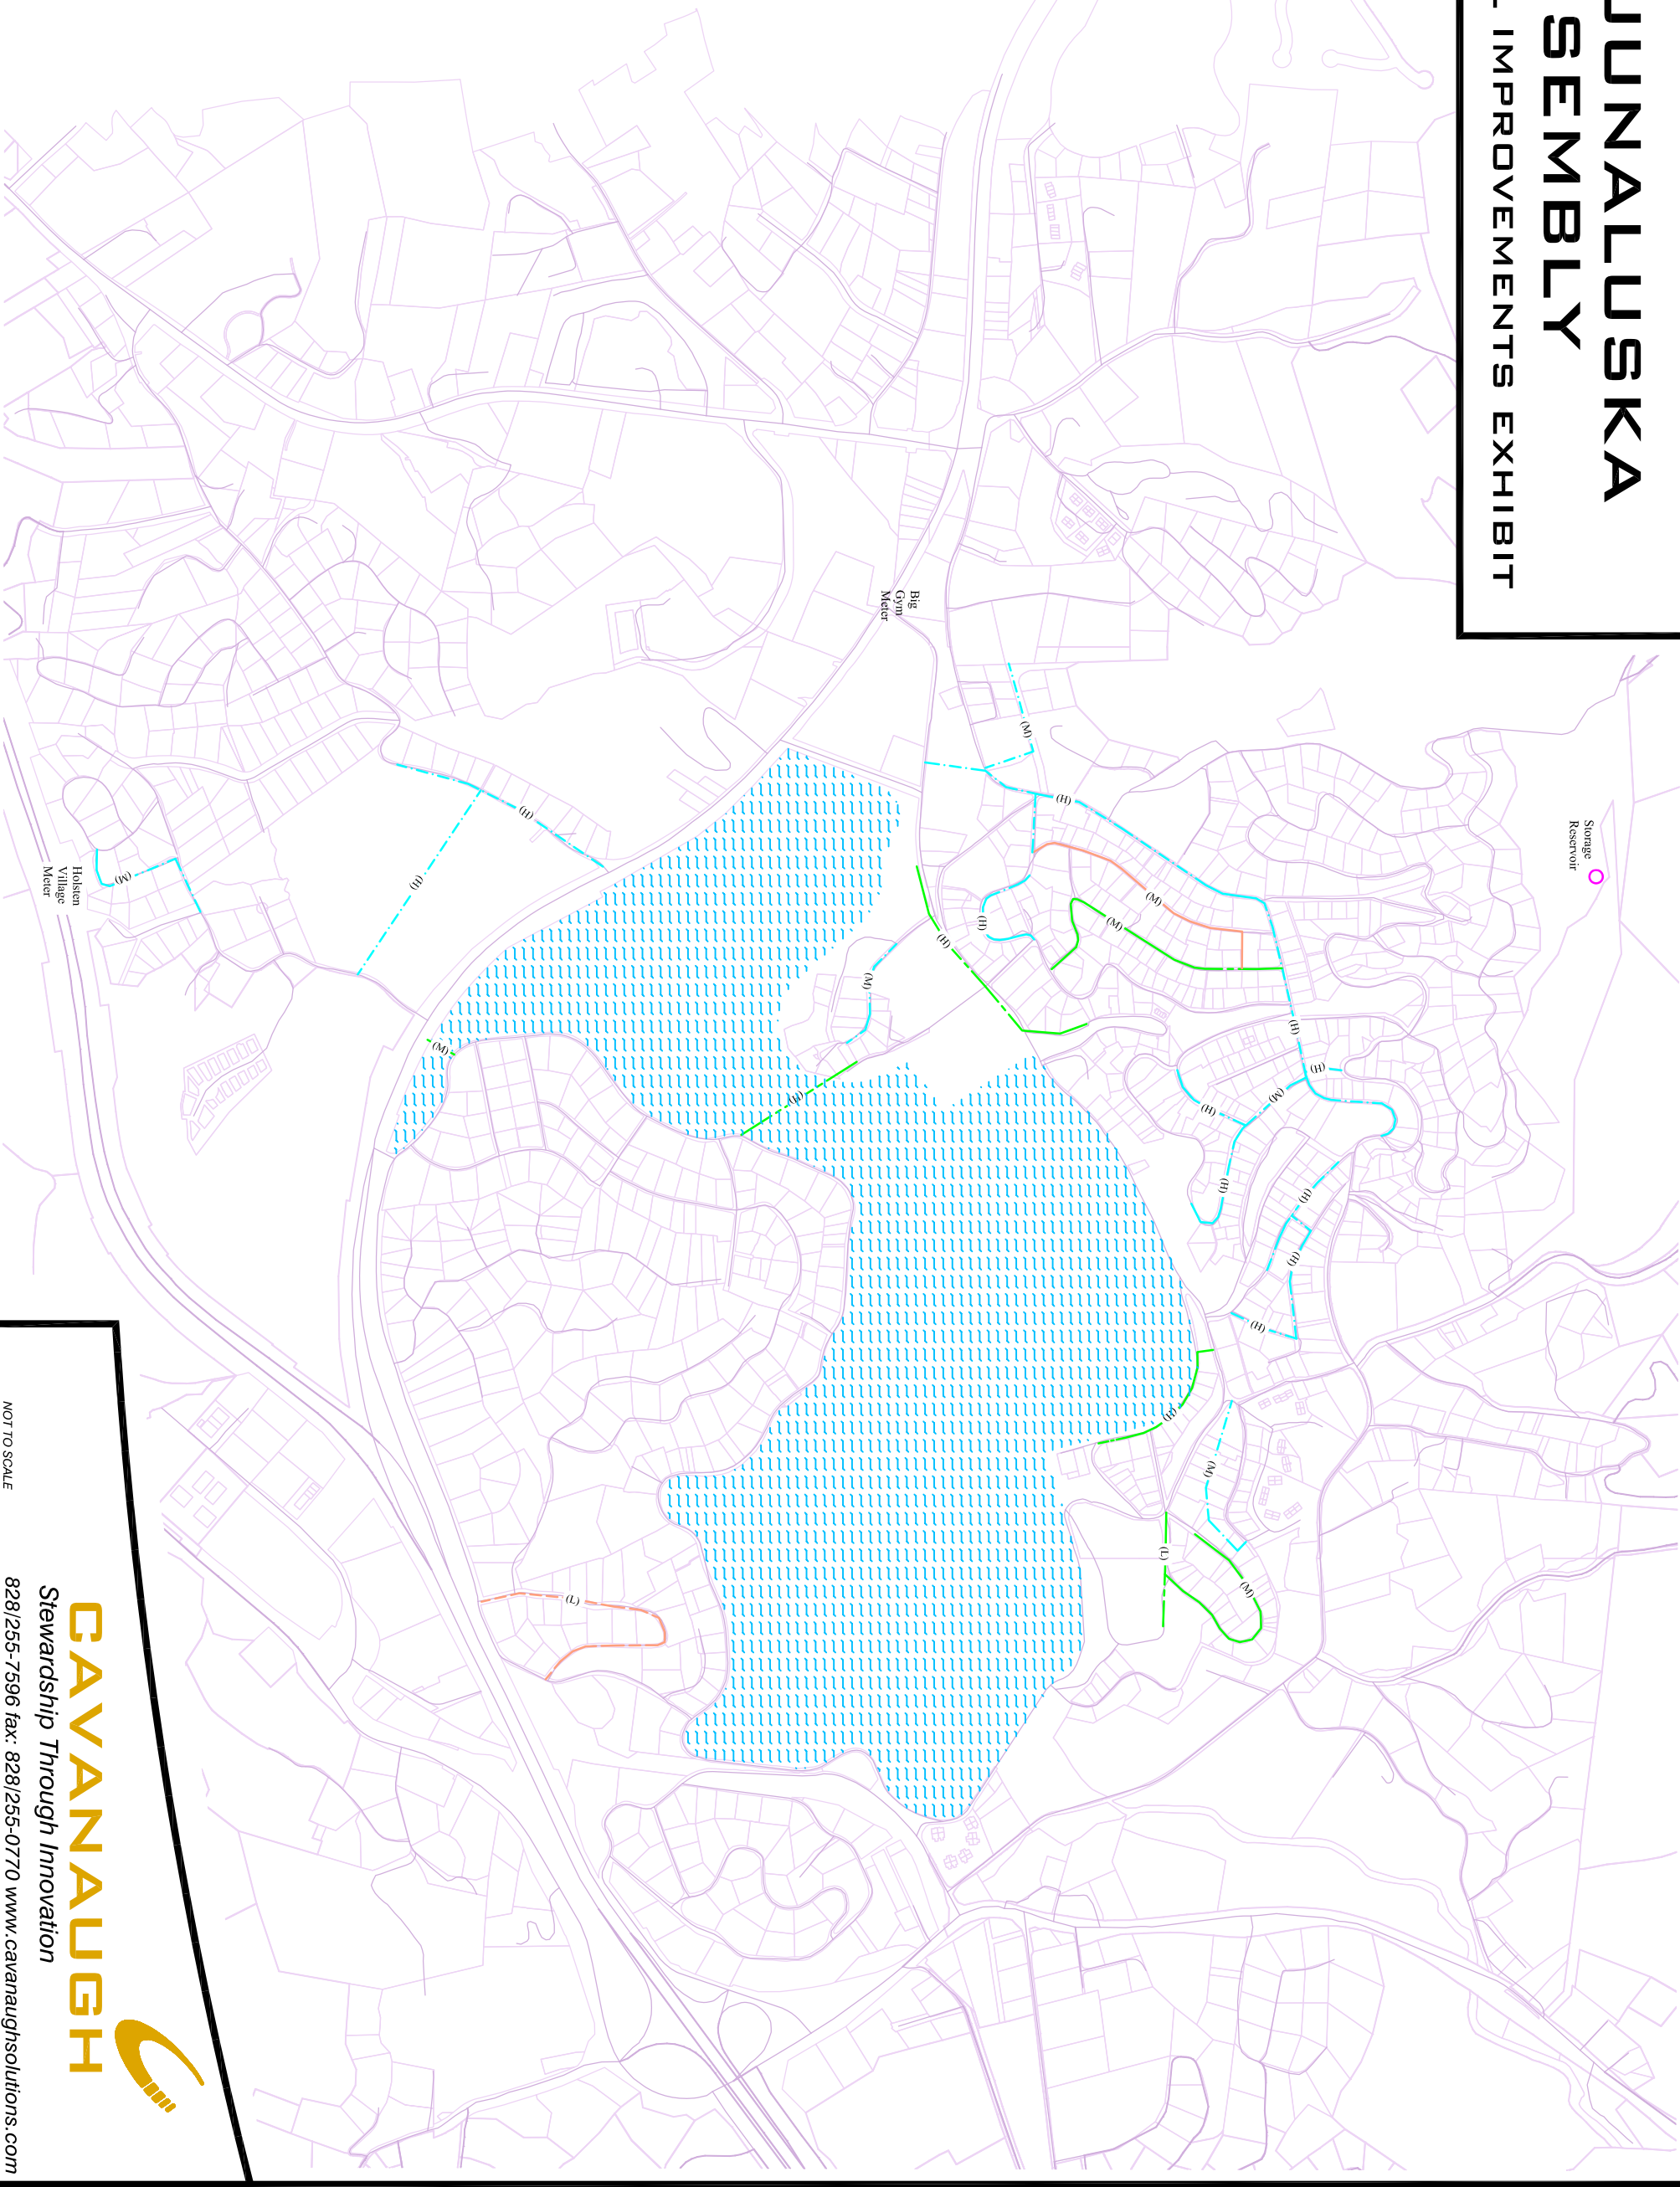 JUNALUSKA
SEMBLY
L IMPROVEMENTS EXHIBIT
Storage
Reservoir
Big
Gym
Meter
(M)
(H)
(M)
(M)
(H)
(H)
(M)
(H)
(H)
(H)
(M)
(H)
(H)
(H)
(H)
(H)
(H)
(M)
(L)
(M)
(H)
(H)
(M)
(M)
(L)
Holsten
Village
Meter
NOT TO SCALE
CAVANAUGH
Stewardship Through Innovation
828/255-7596 fax: 828/255-0770 www.cavanaughsolutions.com